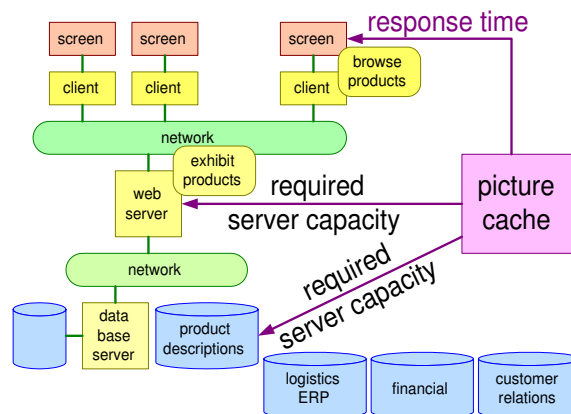 response time
screen
screen
screen
browse
products
client
client
client
network
exhibit
products
web
server
required
server capacity
picture
cache
network
required
server capacity
data
base
server
product
descriptions
logistics
ERP
financial
customer
relations